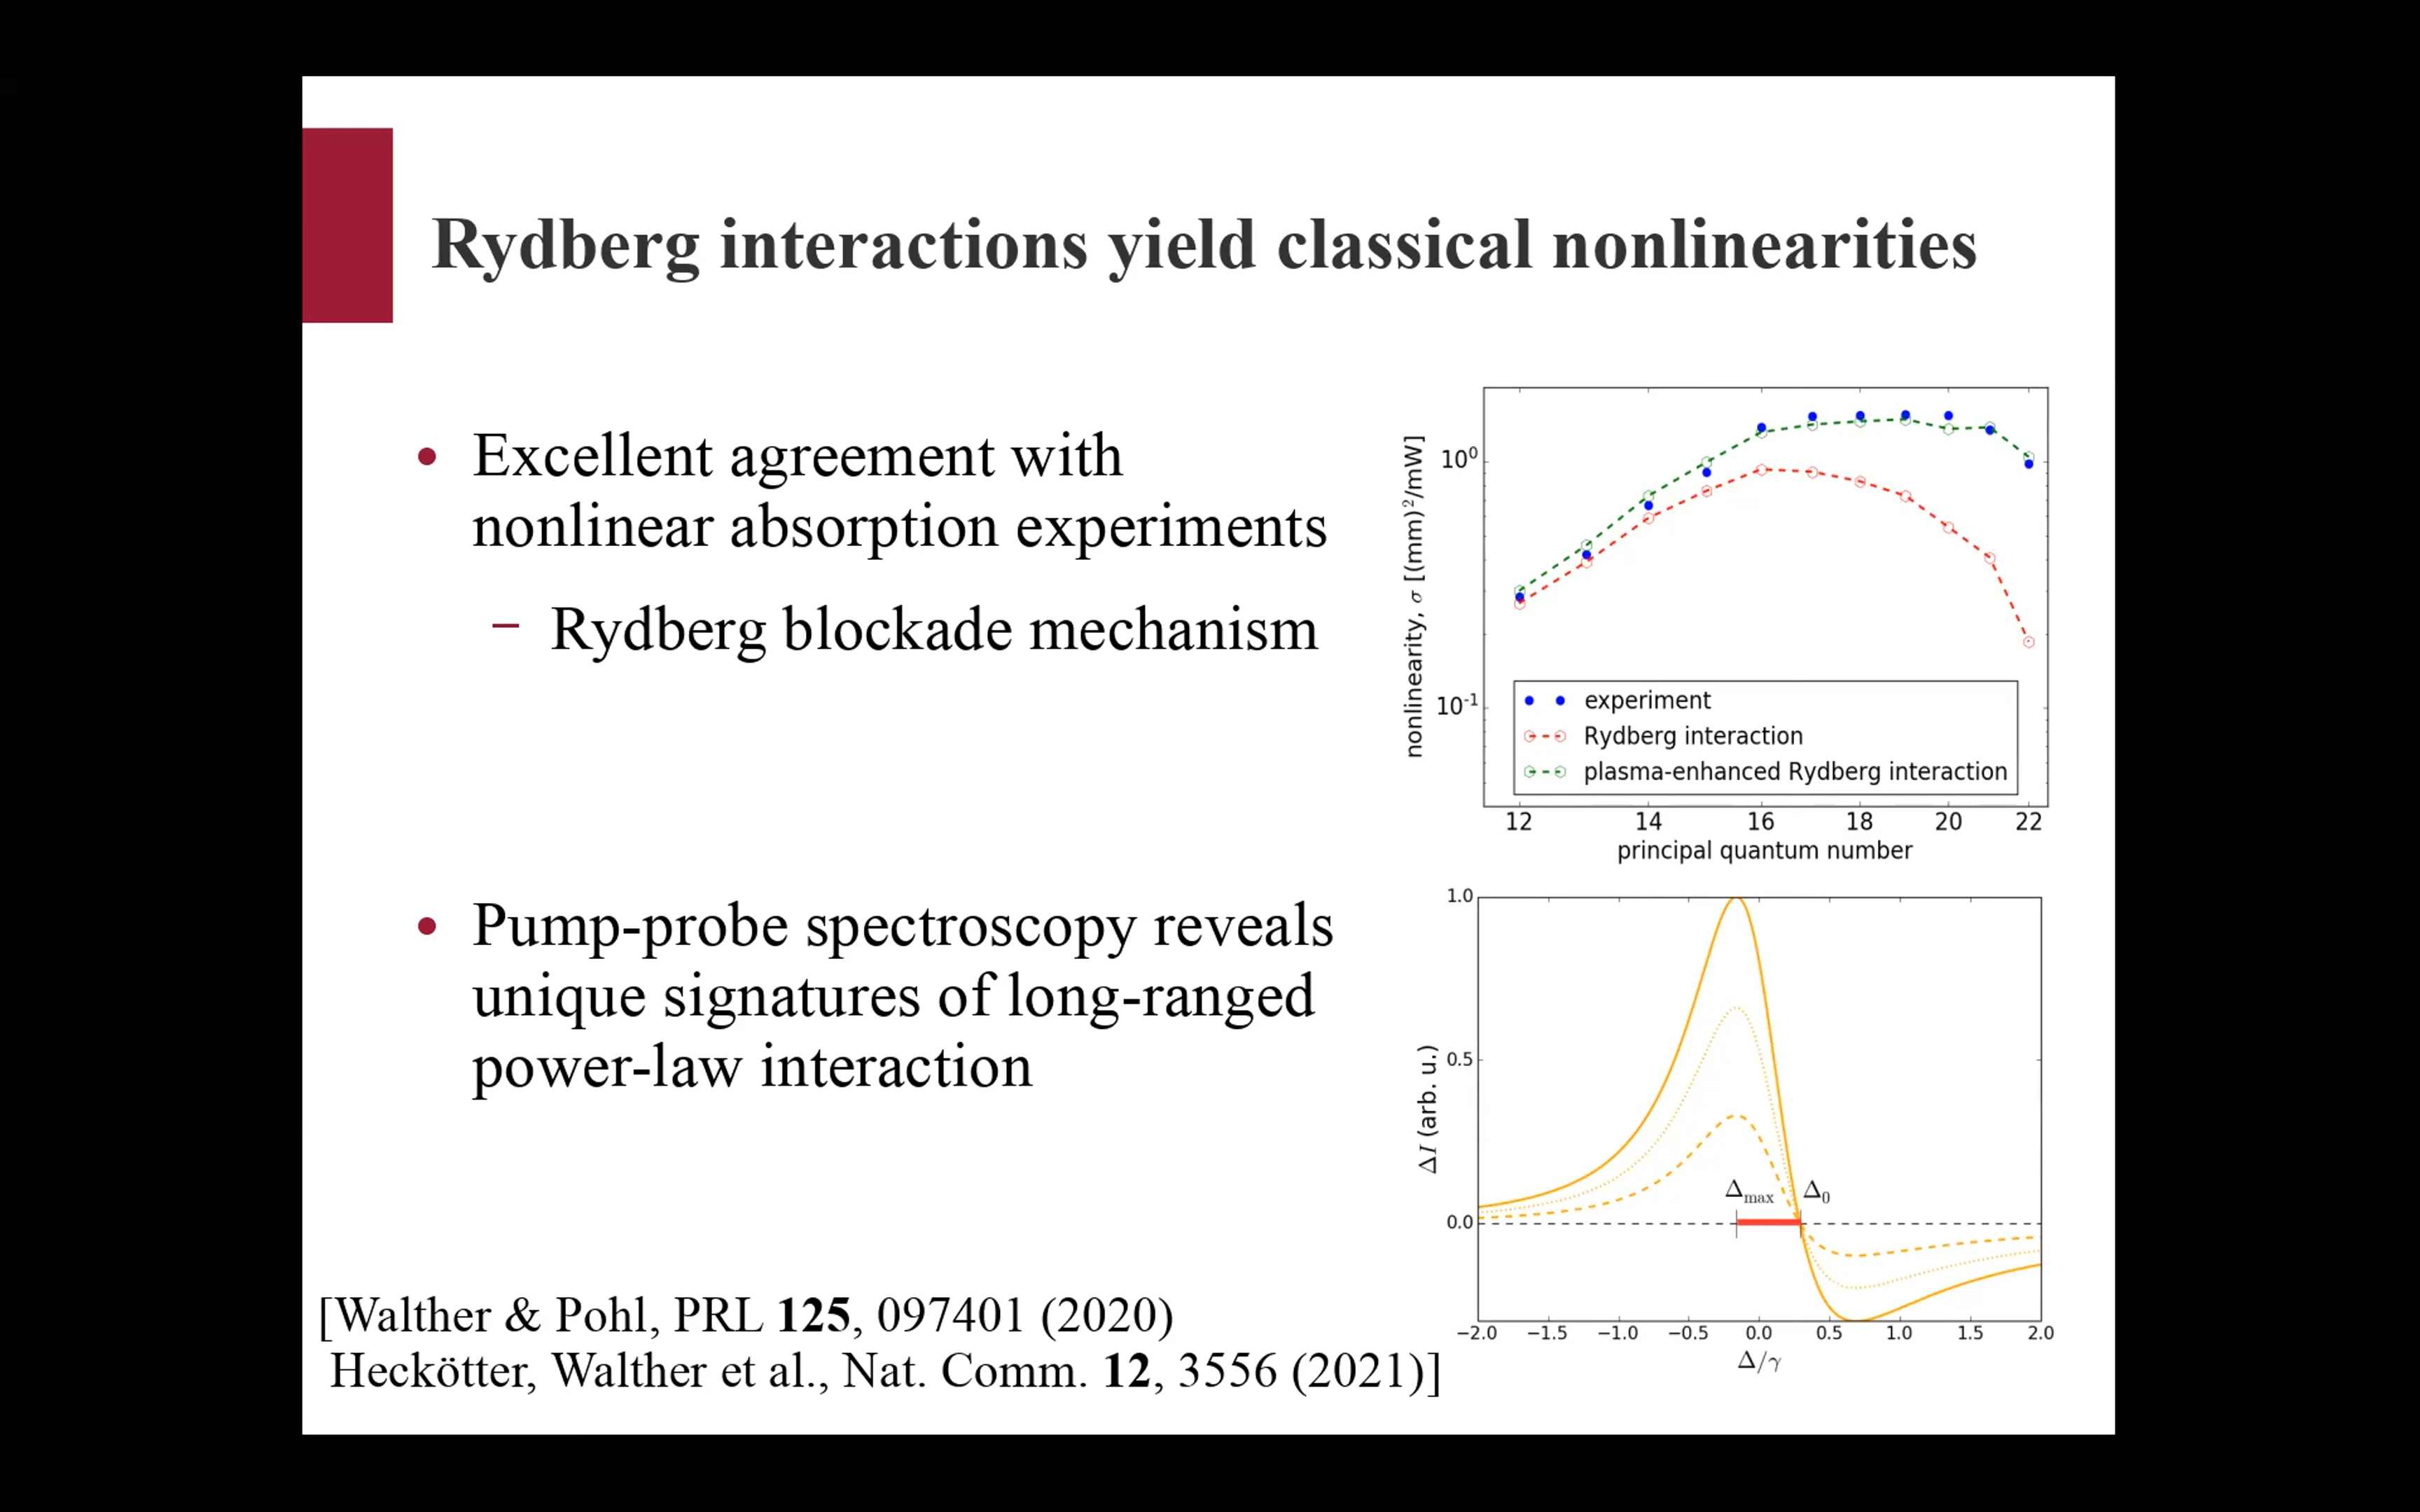 Rydberg interactions yield classical nonlinearities
• Excellent agreement with
nonlinear absorption experiments
– Rydberg blockade mechanism
• Pump-probe spectroscopy reveals
unique signatures of long-ranged
power-law interaction
[Walther & Pohl, PRL 125, 097401 (2020)
Heckötter, Walther et al., Nat. Comm. 12, 3556 (2021)]
nonlinearity, σ [(mm)²/mW]
10⁰
10⁻¹
experiment
Rydberg interaction
plasma-enhanced Rydberg interaction
12 14 16 18 20 22
principal quantum number
ΔI (arb. u.)
1.0
0.5
0.0
Δmax Δ0
−2.0 −1.5 −1.0 −0.5 0.0 0.5 1.0 1.5 2.0
Δ/γ